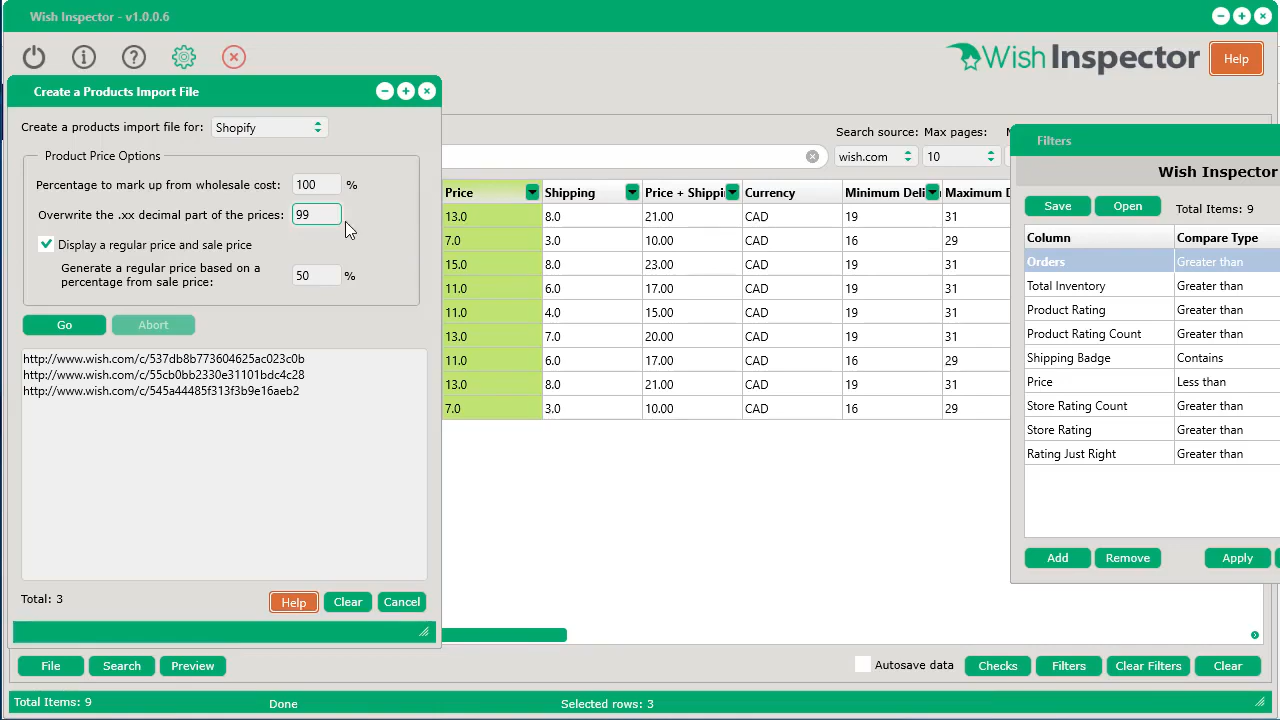 Wish Inspector - v1.0.0.6
WishInspector
Help
Create a Products Import File
Create a products import file for: Shopify
Product Price Options
Percentage to mark up from wholesale cost: 100 %
Overwrite the .xx decimal part of the prices: 99
Display a regular price and sale price
Generate a regular price based on a
percentage from sale price: 50 %
Go Abort
http://www.wish.com/c/537db8b773604625ac023c0b
http://www.wish.com/c/55cb0bb2330e31101bdc4c28
http://www.wish.com/c/545a44485f313f3b9e16aeb2
Total: 3
Help Clear Cancel
Search source: Max pages:
wish.com 10
Price Shipping Price + Shippi Currency Minimum Deli Maximum D
13.0 8.0 21.00 CAD 19 31
7.0 3.0 10.00 CAD 16 29
15.0 8.0 23.00 CAD 19 31
11.0 6.0 17.00 CAD 19 31
11.0 4.0 15.00 CAD 19 31
13.0 7.0 20.00 CAD 19 31
11.0 6.0 17.00 CAD 16 29
13.0 8.0 21.00 CAD 19 31
7.0 3.0 10.00 CAD 16 29
Filters
Wish Inspector
Save Open Total Items: 9
Column Compare Type
Orders Greater than
Total Inventory Greater than
Product Rating Greater than
Product Rating Count Greater than
Shipping Badge Contains
Price Less than
Store Rating Count Greater than
Store Rating Greater than
Rating Just Right Greater than
Add Remove Apply
File Search Preview
Autosave data Checks Filters Clear Filters Clear
Total Items: 9 Done Selected rows: 3